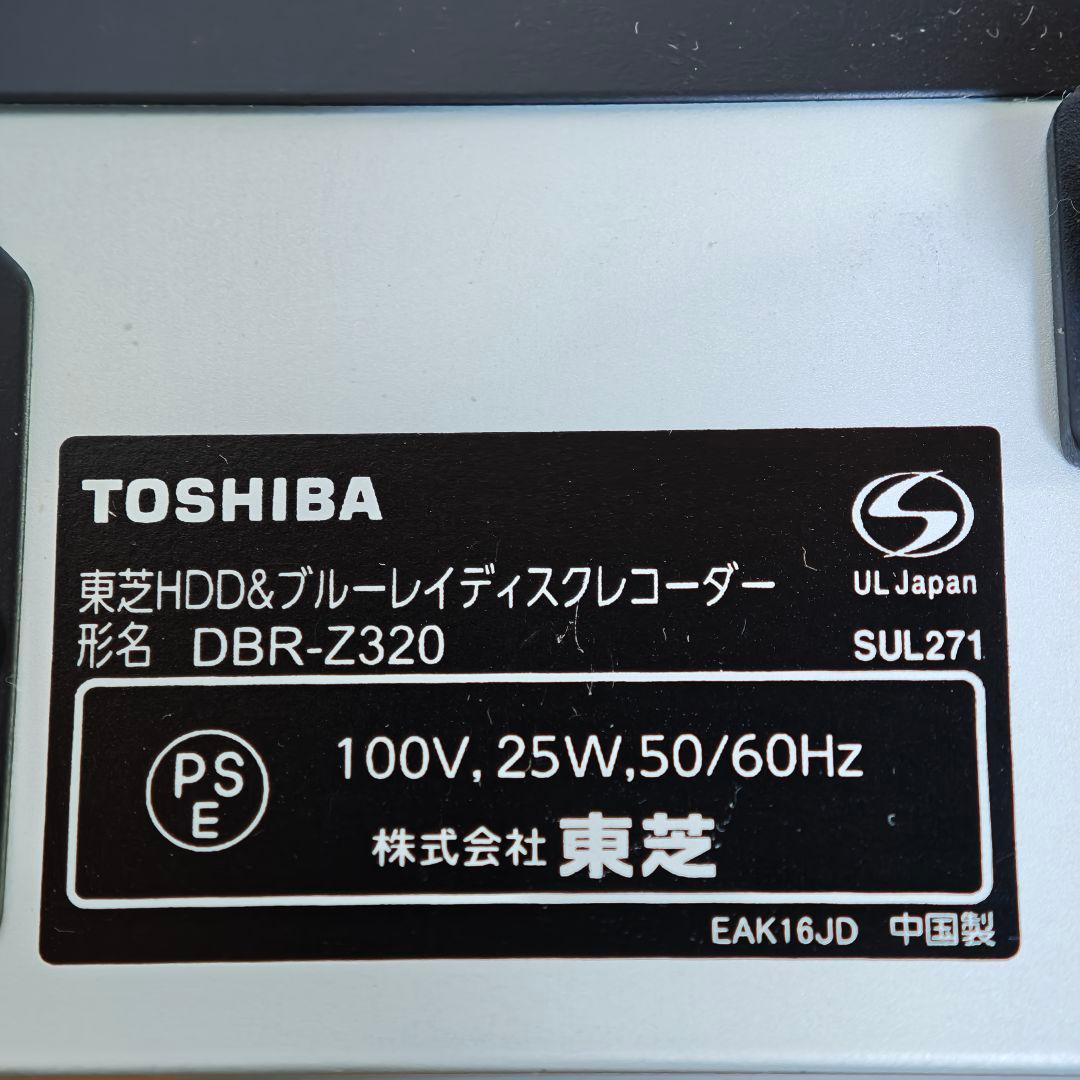 TOSHIBA
東芝HDD&ブルーレイディスクレコーダー
形名 DBR-Z320
S
UL Japan
SUL271
PS
E
100V, 25W, 50/60Hz
株式会社 東芝
EAK16JD 中国製